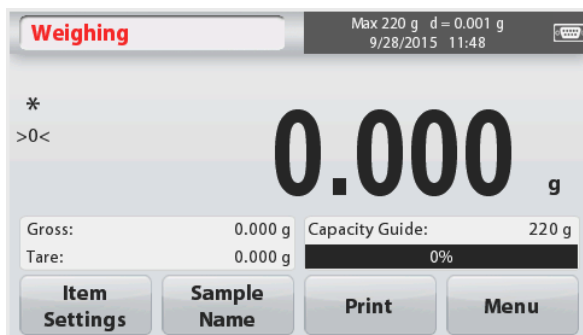 Weighing
Max 220 g d = 0.001 g
9/28/2015 11:48
*
>0<
0.000 g
Gross: 0.000 g
Tare: 0.000 g
Capacity Guide: 220 g
0%
Item
Settings
Sample
Name
Print
Menu